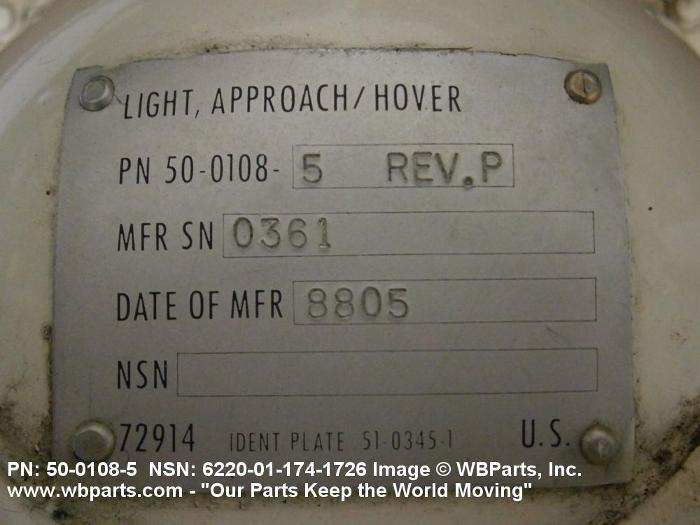 LIGHT, APPROACH/HOVER
PN 50-0108- 5 REV.P
MFR SN 0361
DATE OF MFR 8805
NSN
72914 IDENT PLATE 51-0345-1 U.S.
PN: 50-0108-5 NSN: 6220-01-174-1726 Image © WBParts, Inc.
www.wbparts.com - "Our Parts Keep the World Moving"